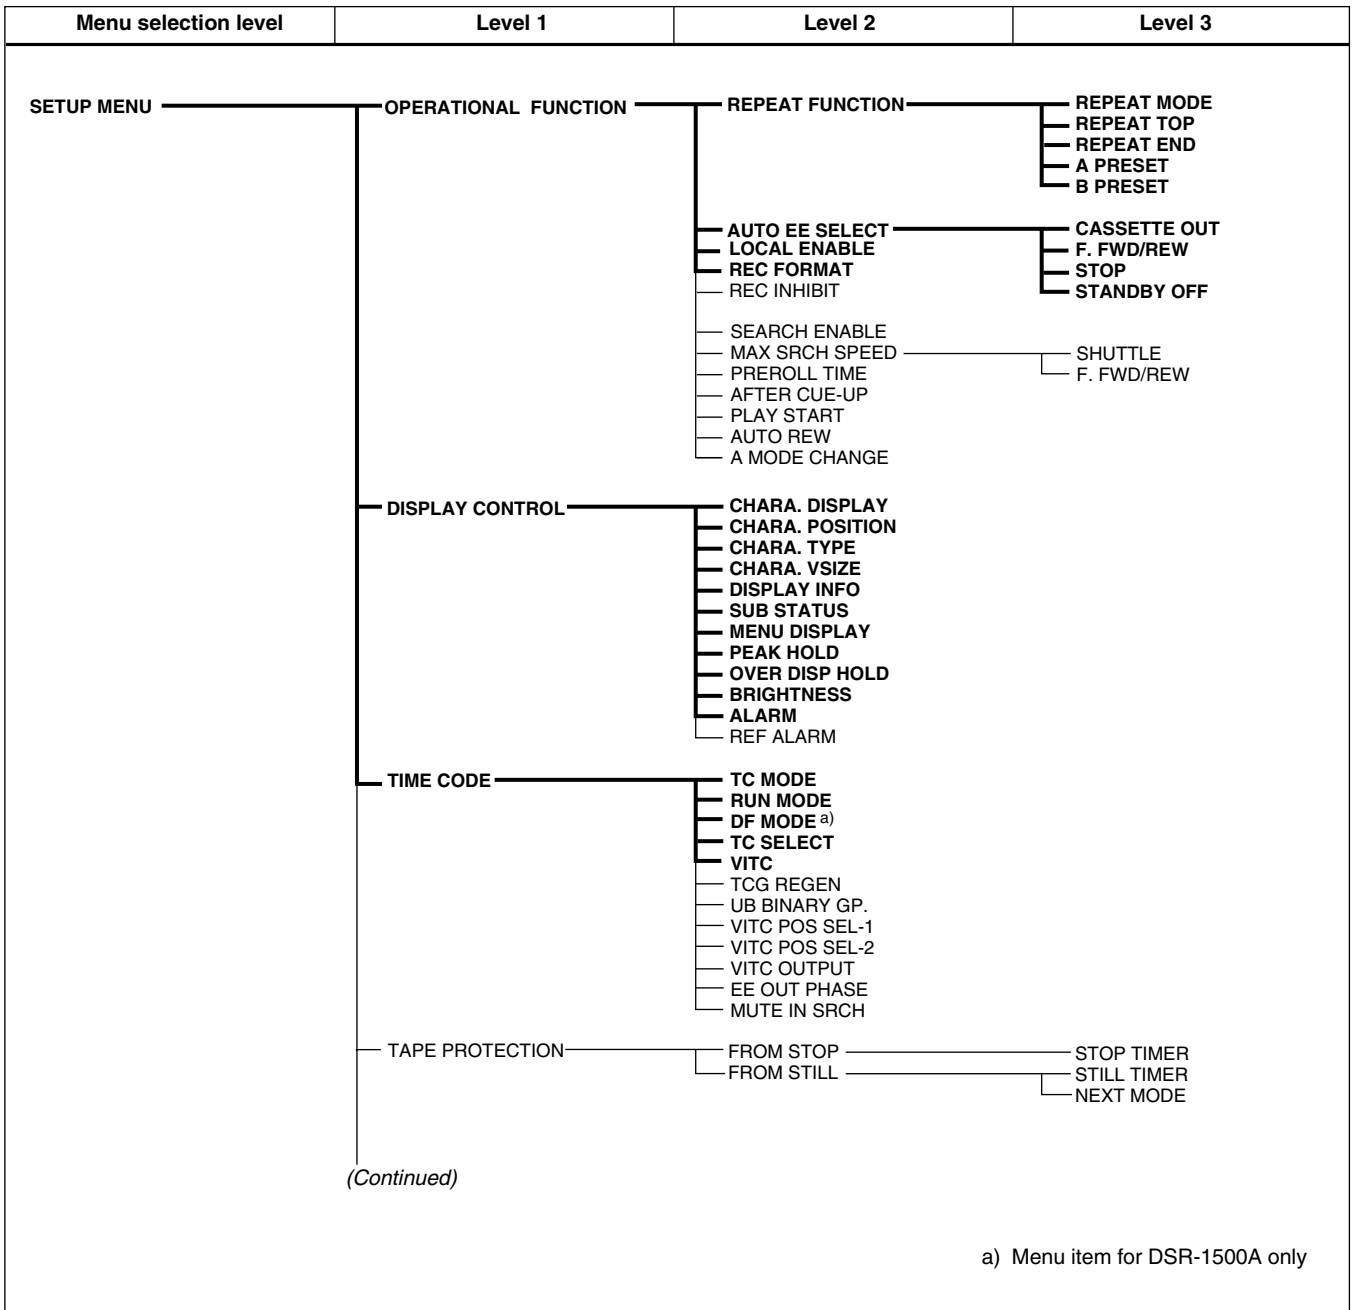 Menu selection level Level 1 Level 2 Level 3
SETUP MENU OPERATIONAL FUNCTION REPEAT FUNCTION REPEAT MODE
REPEAT TOP
REPEAT END
A PRESET
B PRESET
AUTO EE SELECT CASSETTE OUT
LOCAL ENABLE F. FWD/REW
REC FORMAT STOP
REC INHIBIT STANDBY OFF
SEARCH ENABLE
MAX SRCH SPEED SHUTTLE
PREROLL TIME F. FWD/REW
AFTER CUE-UP
PLAY START
AUTO REW
A MODE CHANGE
DISPLAY CONTROL CHARA. DISPLAY
CHARA. POSITION
CHARA. TYPE
CHARA. VSIZE
DISPLAY INFO
SUB STATUS
MENU DISPLAY
PEAK HOLD
OVER DISP HOLD
BRIGHTNESS
ALARM
REF ALARM
TIME CODE TC MODE
RUN MODE
DF MODE a)
TC SELECT
VITC
TCG REGEN
UB BINARY GP.
VITC POS SEL-1
VITC POS SEL-2
VITC OUTPUT
EE OUT PHASE
MUTE IN SRCH
TAPE PROTECTION FROM STOP STOP TIMER
FROM STILL STILL TIMER
NEXT MODE
(Continued)
a) Menu item for DSR-1500A only